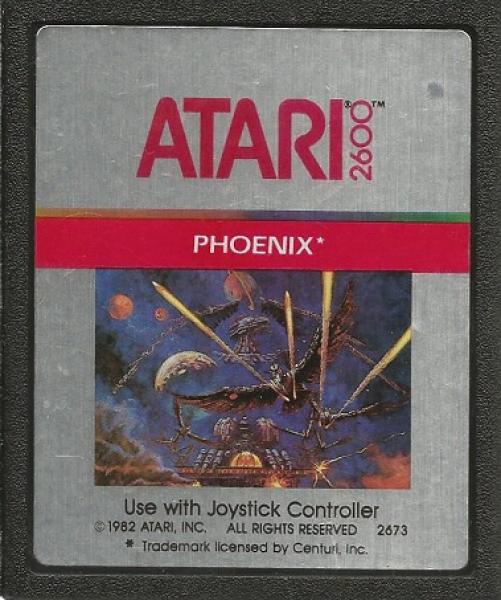 ATARI® 2600™
PHOENIX*
Use with Joystick Controller
© 1982 ATARI, INC. ALL RIGHTS RESERVED 2673
* Trademark licensed by Centuri, Inc.